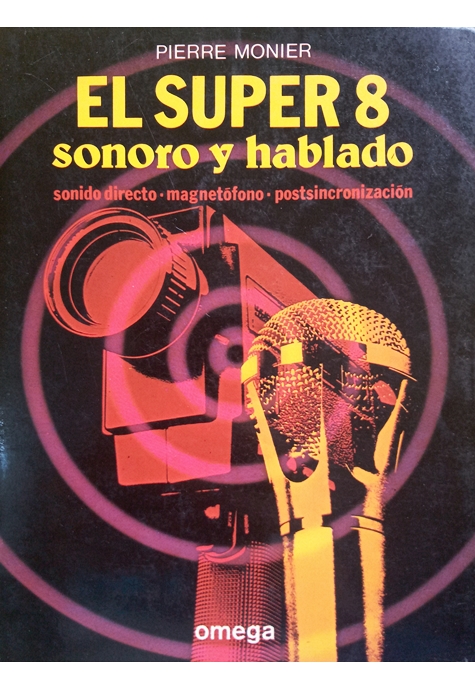 PIERRE MONIER
EL SUPER 8
sonoro y hablado
sonido directo · magnetófono · postsincronización
omega